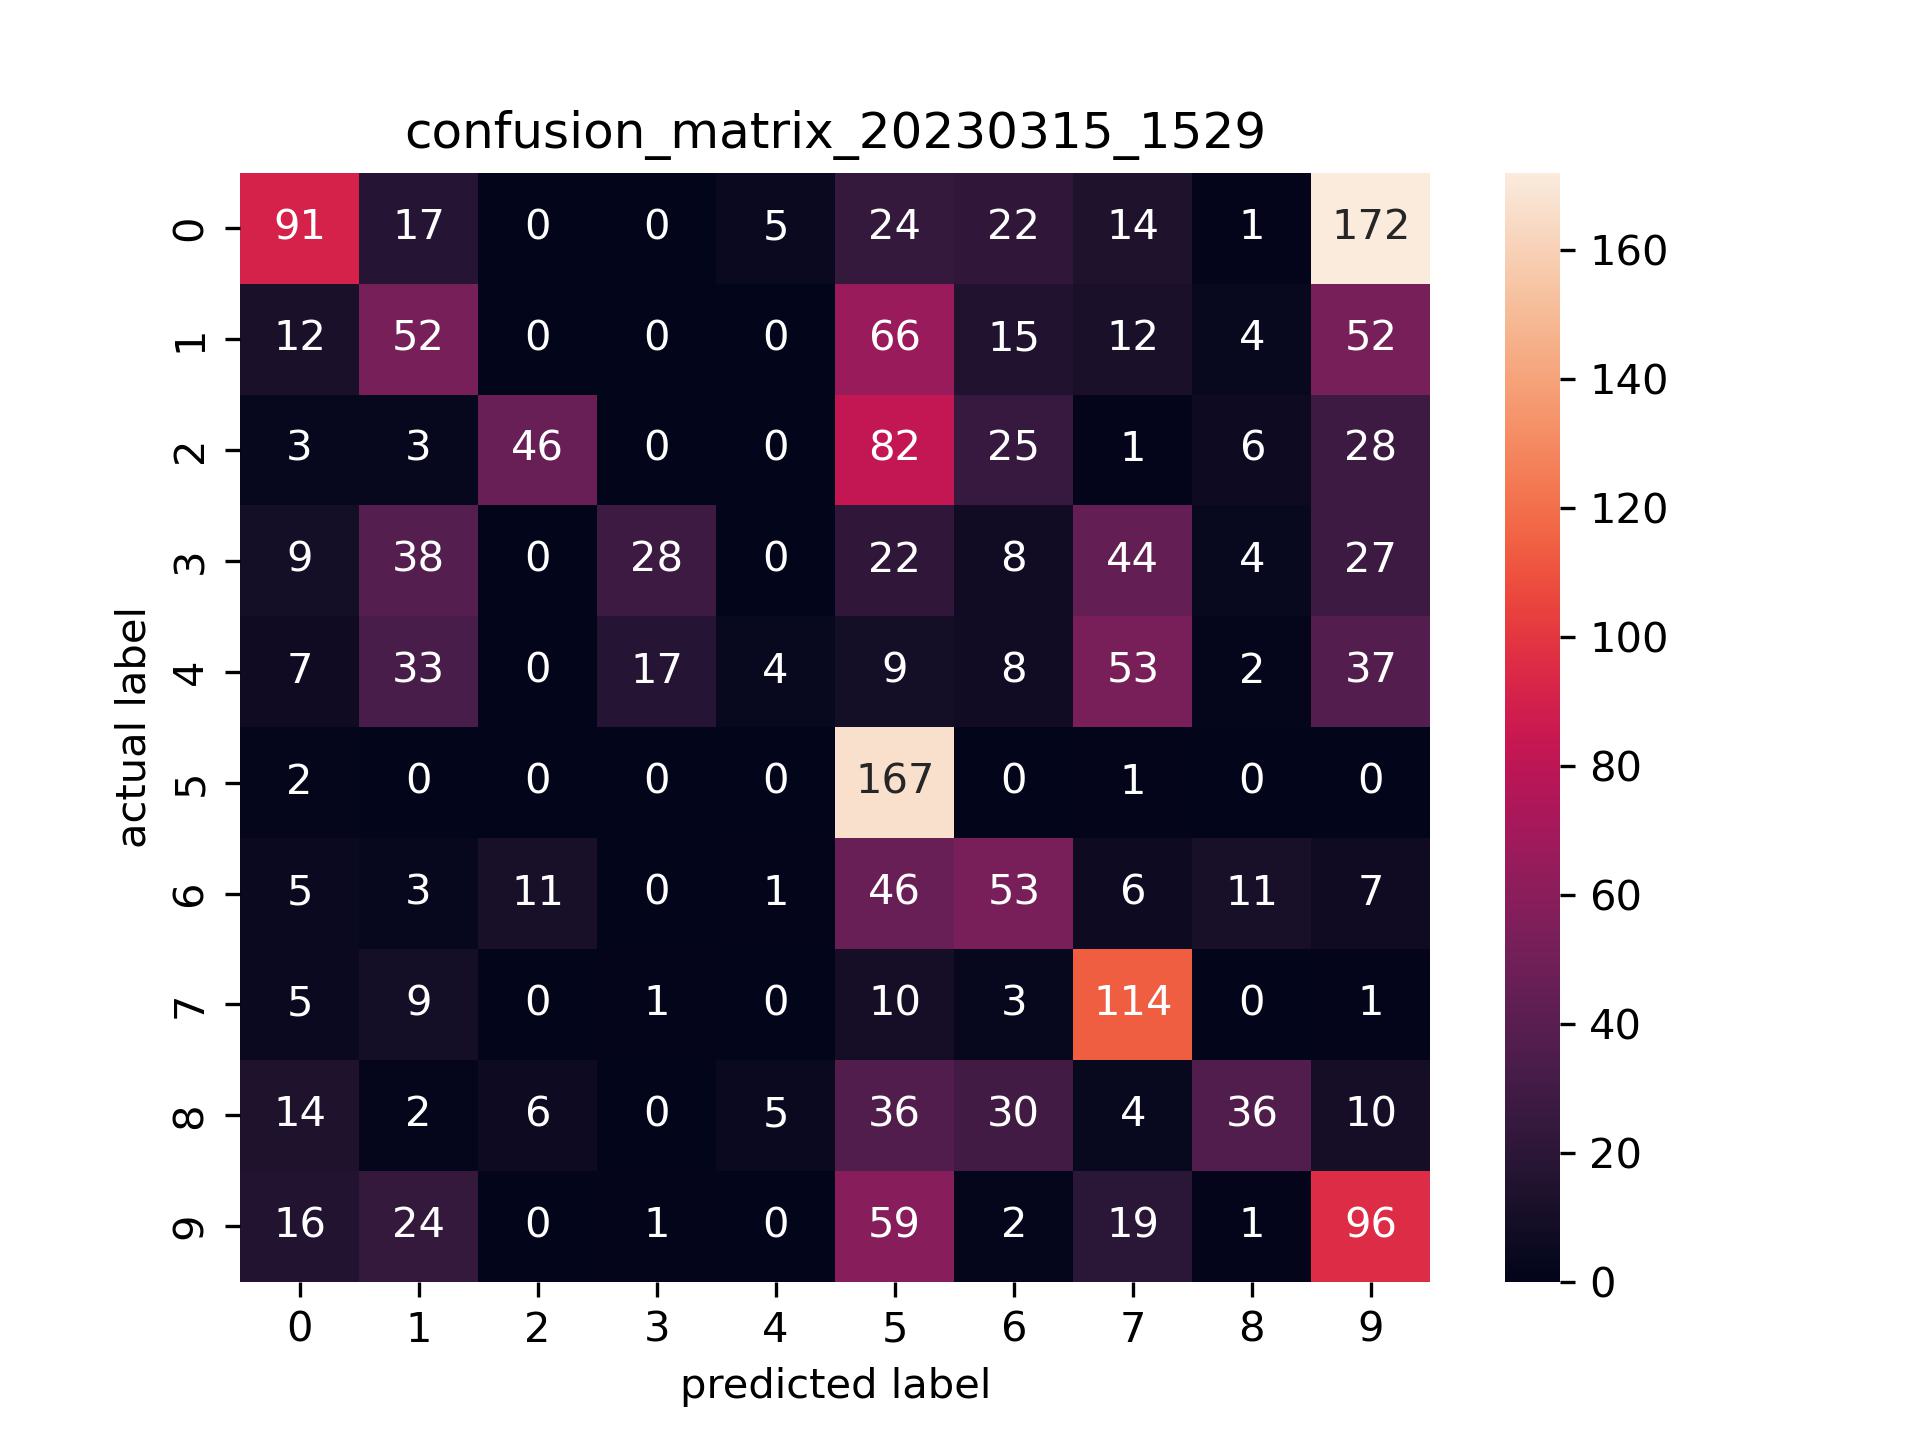 confusion_matrix_20230315_1529
0 91 17 0 0 5 24 22 14 1 172
1 12 52 0 0 0 66 15 12 4 52
2 3 3 46 0 0 82 25 1 6 28
3 9 38 0 28 0 22 8 44 4 27
4 7 33 0 17 4 9 8 53 2 37
5 2 0 0 0 0 167 0 1 0 0
6 5 3 11 0 1 46 53 6 11 7
7 5 9 0 1 0 10 3 114 0 1
8 14 2 6 0 5 36 30 4 36 10
9 16 24 0 1 0 59 2 19 1 96
0 1 2 3 4 5 6 7 8 9
predicted label
actual label
160
140
120
100
80
60
40
20
0